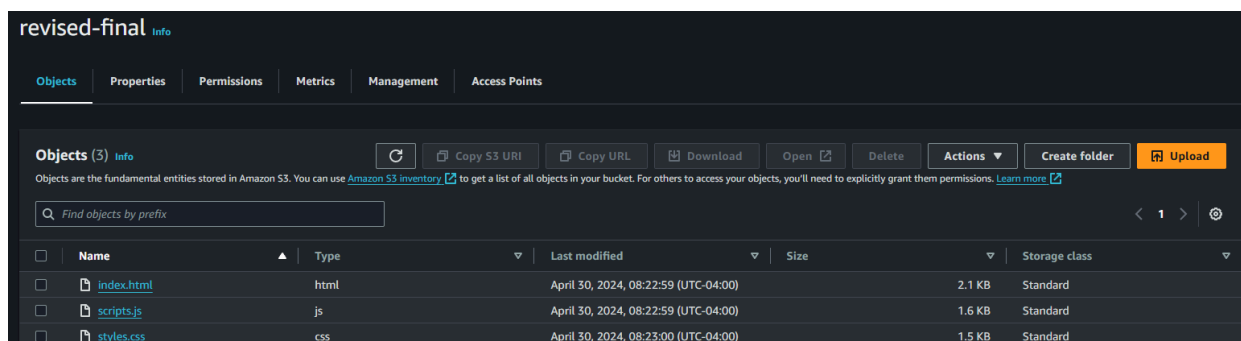 revised-final Info
Objects Properties Permissions Metrics Management Access Points
Objects (3) Info Copy S3 URI Copy URL Download Open Delete Actions Create folder Upload
Objects are the fundamental entities stored in Amazon S3. You can use Amazon S3 inventory to get a list of all objects in your bucket. For others to access your objects, you'll need to explicitly grant them permissions. Learn more
Find objects by prefix 1
Name Type Last modified Size Storage class
index.html html April 30, 2024, 08:22:59 (UTC-04:00) 2.1 KB Standard
scripts.js js April 30, 2024, 08:22:59 (UTC-04:00) 1.6 KB Standard
styles.css css April 30, 2024, 08:23:00 (UTC-04:00) 1.5 KB Standard